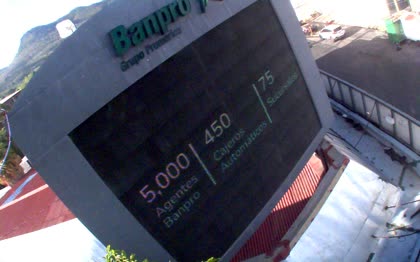 Banpro
Grupo Promerica
5,000
Agentes
Banpro
450
Cajeros
Automáticos
75
Sucursales